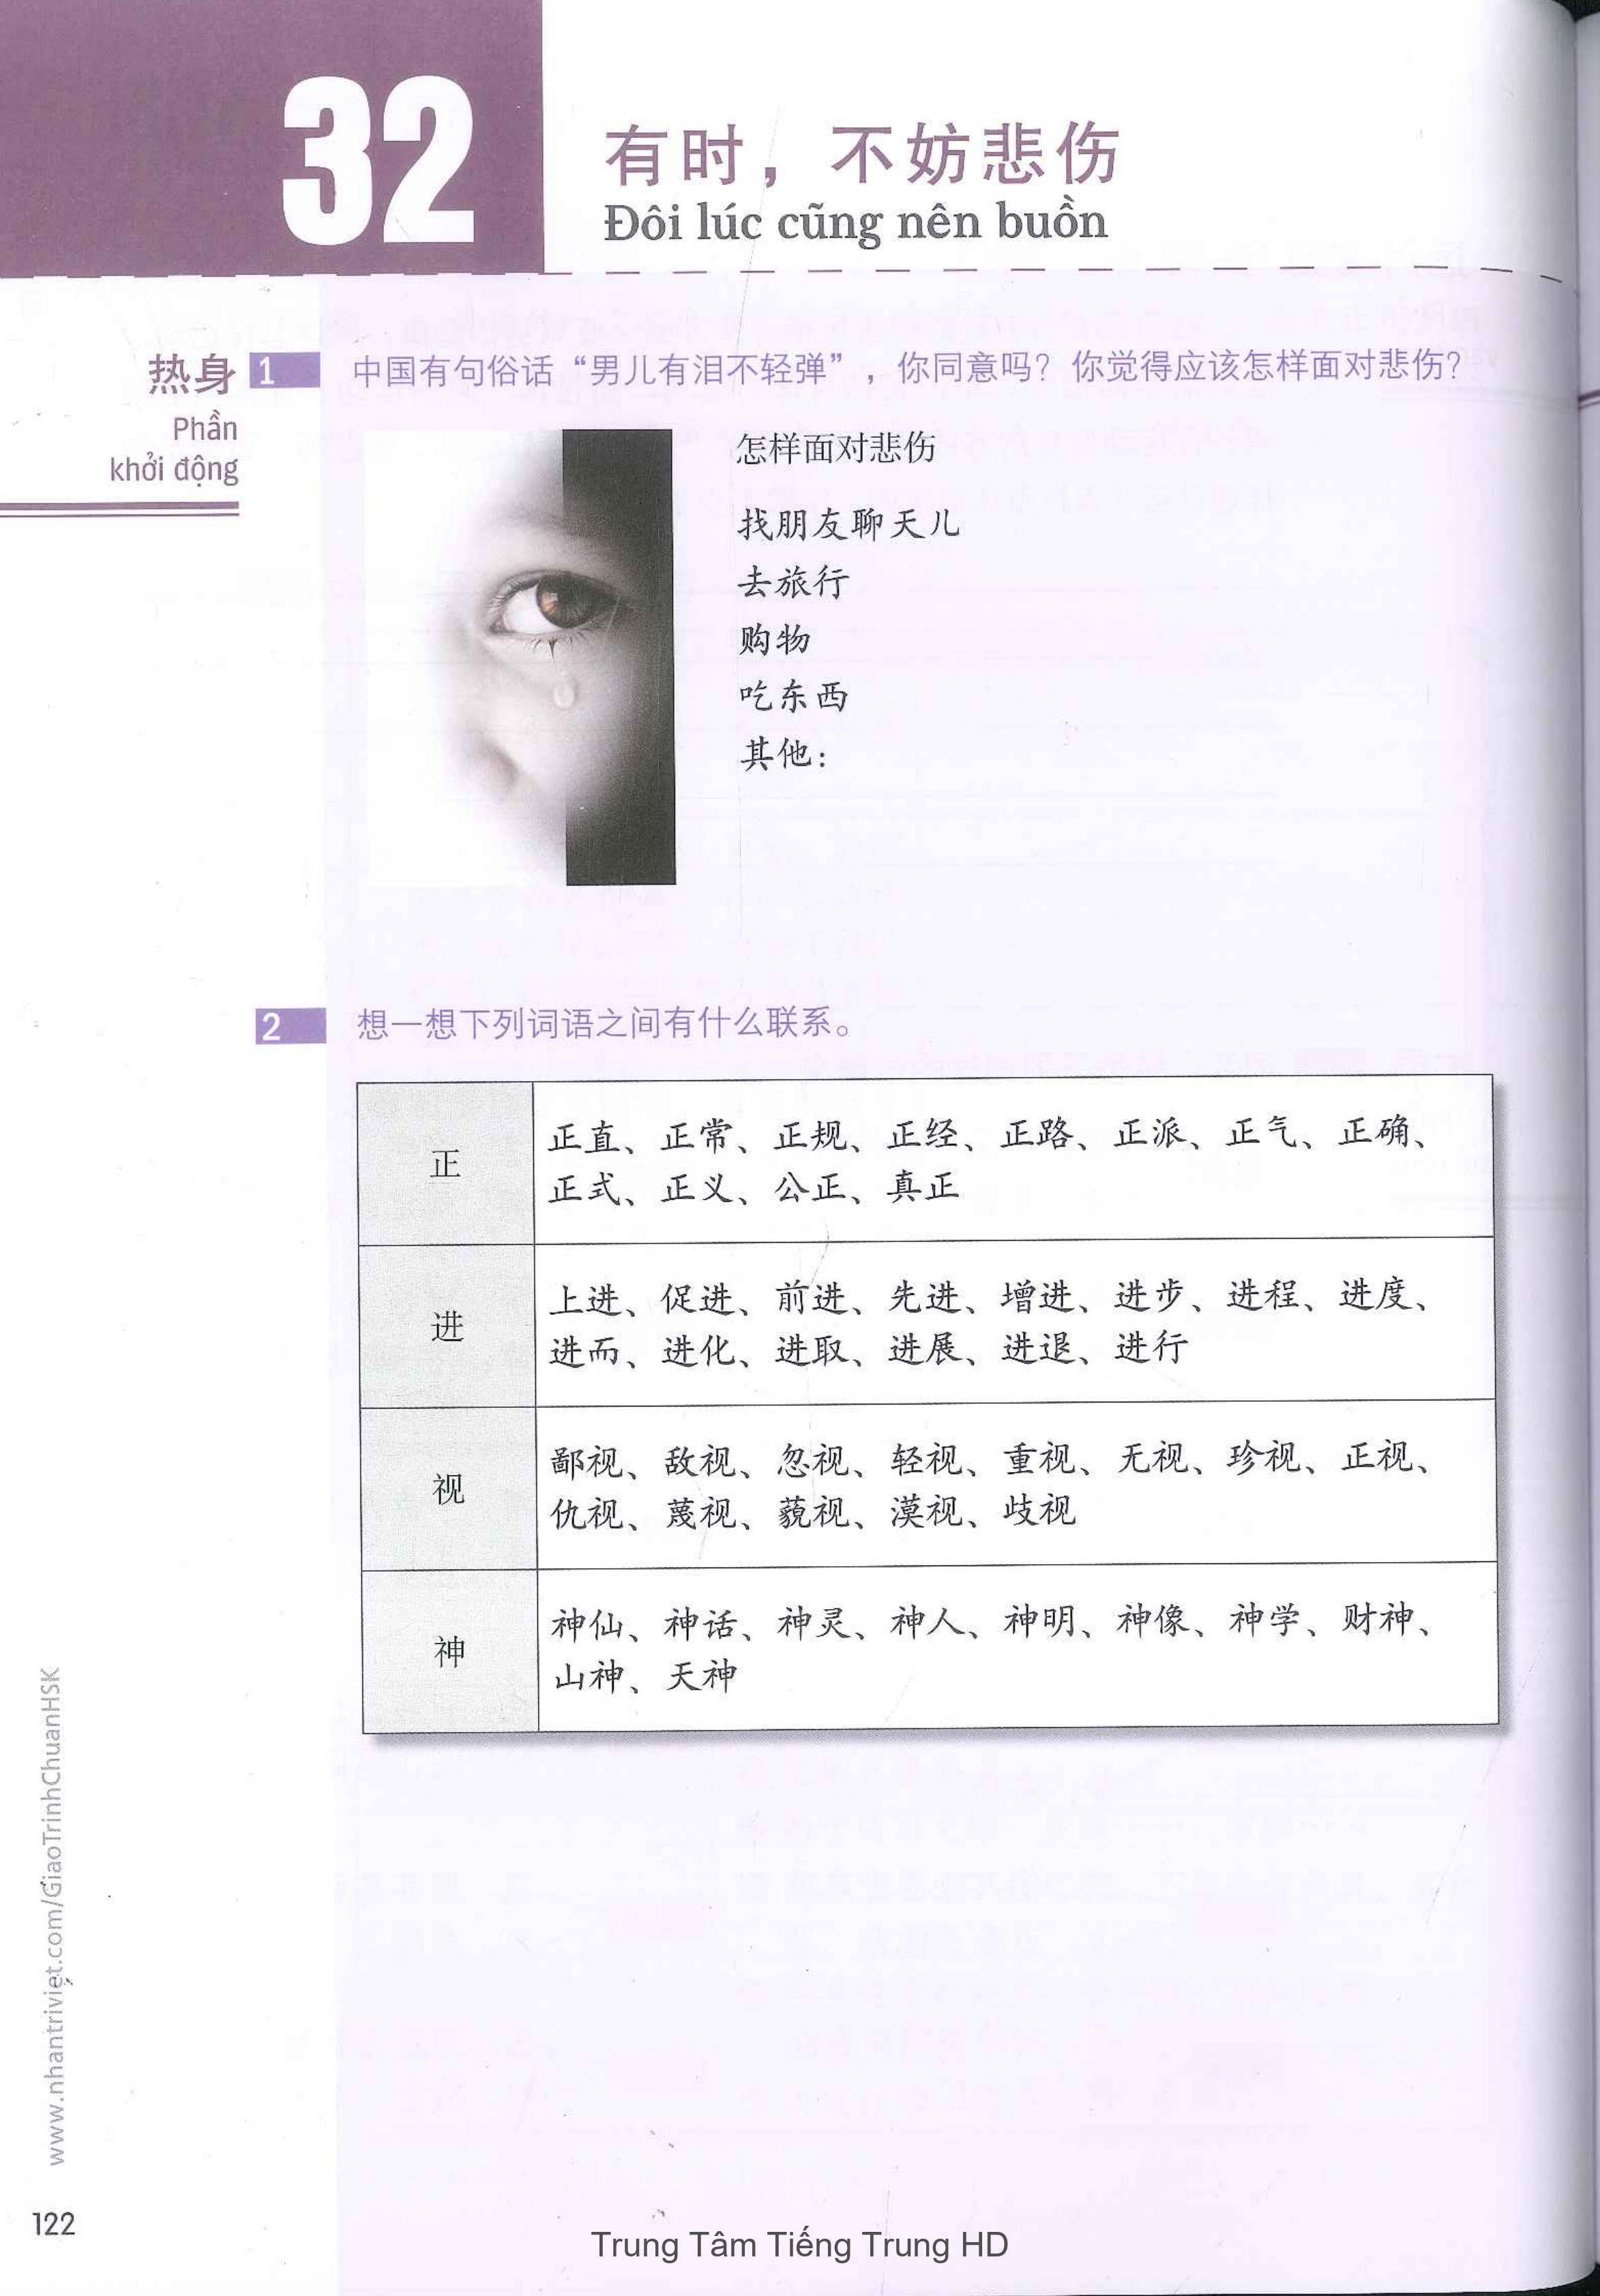 32
有时，不妨悲伤
Đôi lúc cũng nên buồn
热身
Phần
khởi động
1 中国有句俗话“男儿有泪不轻弹”，你同意吗？你觉得应该怎样面对悲伤？
怎样面对悲伤
找朋友聊天儿
去旅行
购物
吃东西
其他：
2 想一想下列词语之间有什么联系。
正
正直、正常、正规、正经、正路、正派、正气、正确、
正式、正义、公正、真正
进
上进、促进、前进、先进、增进、进步、进程、进度、
进而、进化、进取、进展、进退、进行
视
鄙视、敌视、忽视、轻视、重视、无视、珍视、正视、
仇视、蔑视、藐视、漠视、歧视
神
神仙、神话、神灵、神人、神明、神像、神学、财神、
山神、天神
www.nhantriviet.com/GiaoTrinhChuanHSK
122
Trung Tâm Tiếng Trung HD